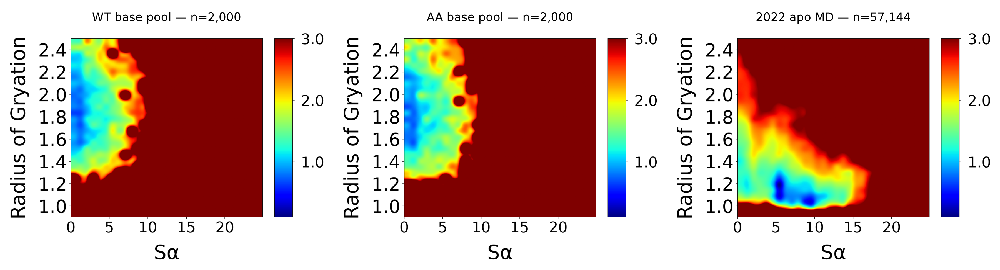 WT base pool — n=2,000
Radius of Gryation
2.4
2.2
2.0
1.8
1.6
1.4
1.2
1.0
0 5 10 15 20
Sα
3.0
2.0
1.0
AA base pool — n=2,000
Radius of Gryation
2.4
2.2
2.0
1.8
1.6
1.4
1.2
1.0
0 5 10 15 20
Sα
3.0
2.0
1.0
2022 apo MD — n=57,144
Radius of Gryation
2.4
2.2
2.0
1.8
1.6
1.4
1.2
1.0
0 5 10 15 20
Sα
3.0
2.0
1.0